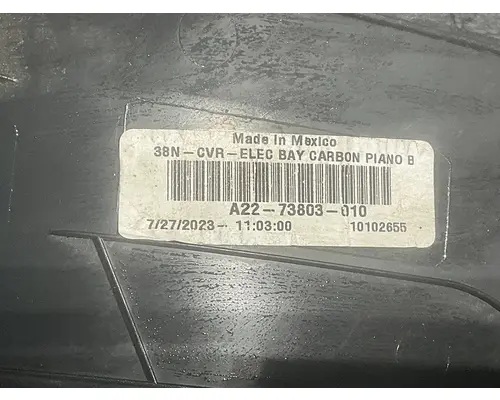 Made In Mexico
38N-CVR-ELEC BAY CARBON PIANO B
A22-73803-010
7/27/2023- 11:03:00 10102655